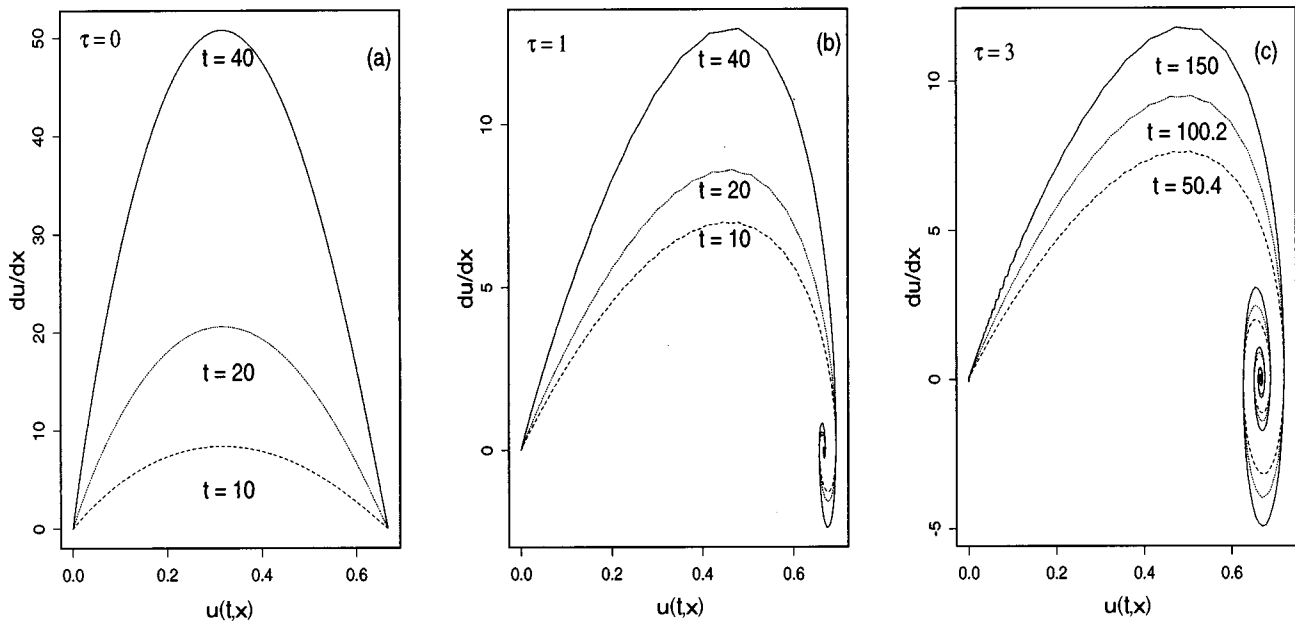 τ = 0
(a)
t = 40
t = 20
t = 10
du/dx
0
10
20
30
40
50
0.0
0.2
0.4
0.6
u(t,x)
τ = 1
(b)
t = 40
t = 20
t = 10
du/dx
0
5
10
0.0
0.2
0.4
0.6
u(t,x)
τ = 3
(c)
t = 150
t = 100.2
t = 50.4
du/dx
-5
0
5
10
0.0
0.2
0.4
0.6
u(t,x)